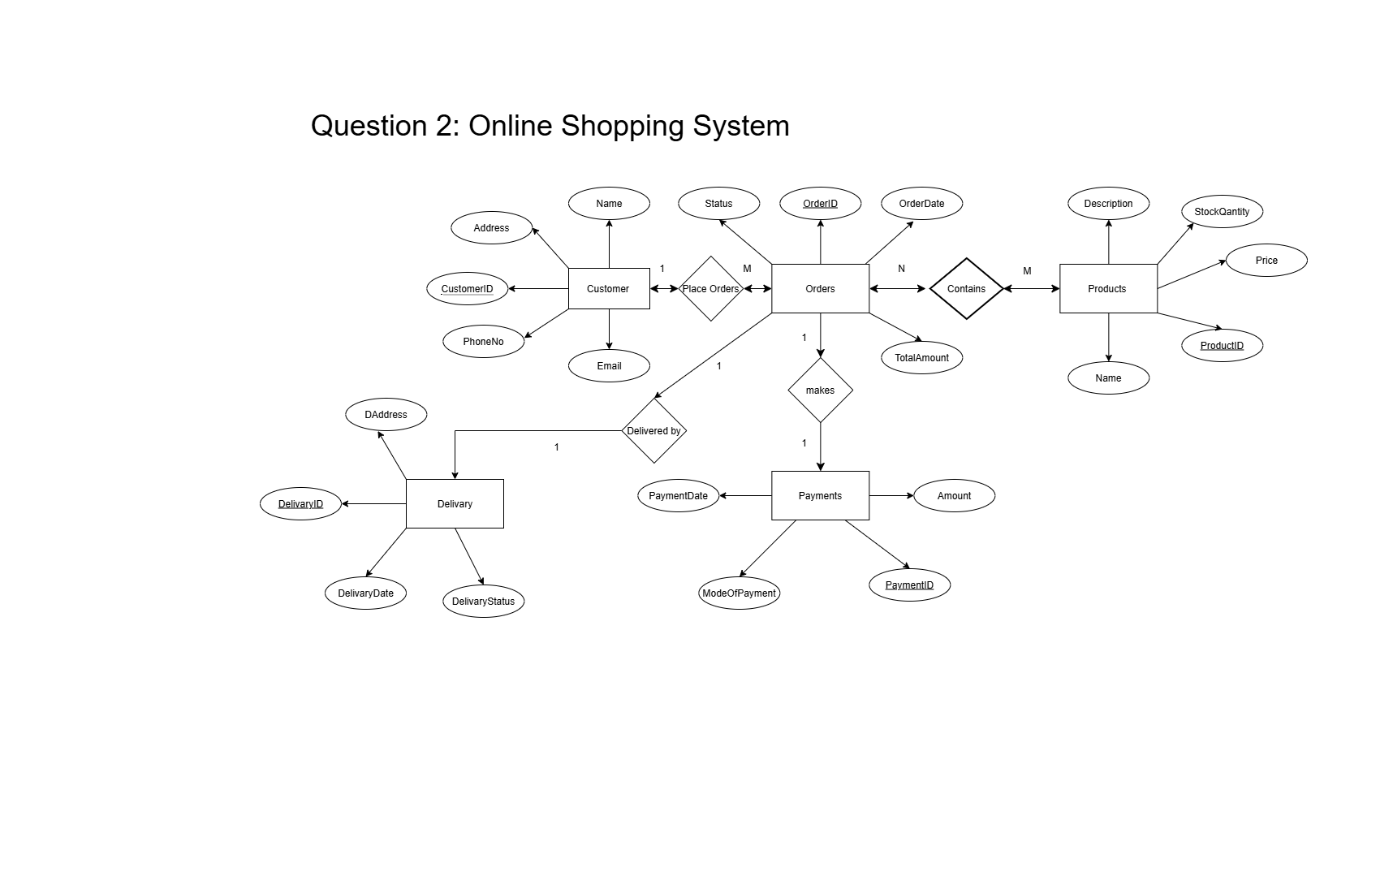 Question 2: Online Shopping System
Name
Status
OrderID
OrderDate
Description
StockQantity
Address
Price
CustomerID
Customer
1
Place Orders
M
Orders
N
Contains
M
Products
PhoneNo
Email
1
TotalAmount
ProductID
Name
1
makes
DAddress
Delivered by
1
1
DelivaryID
Delivary
PaymentDate
Payments
Amount
DelivaryDate
DelivaryStatus
ModeOfPayment
PaymentID